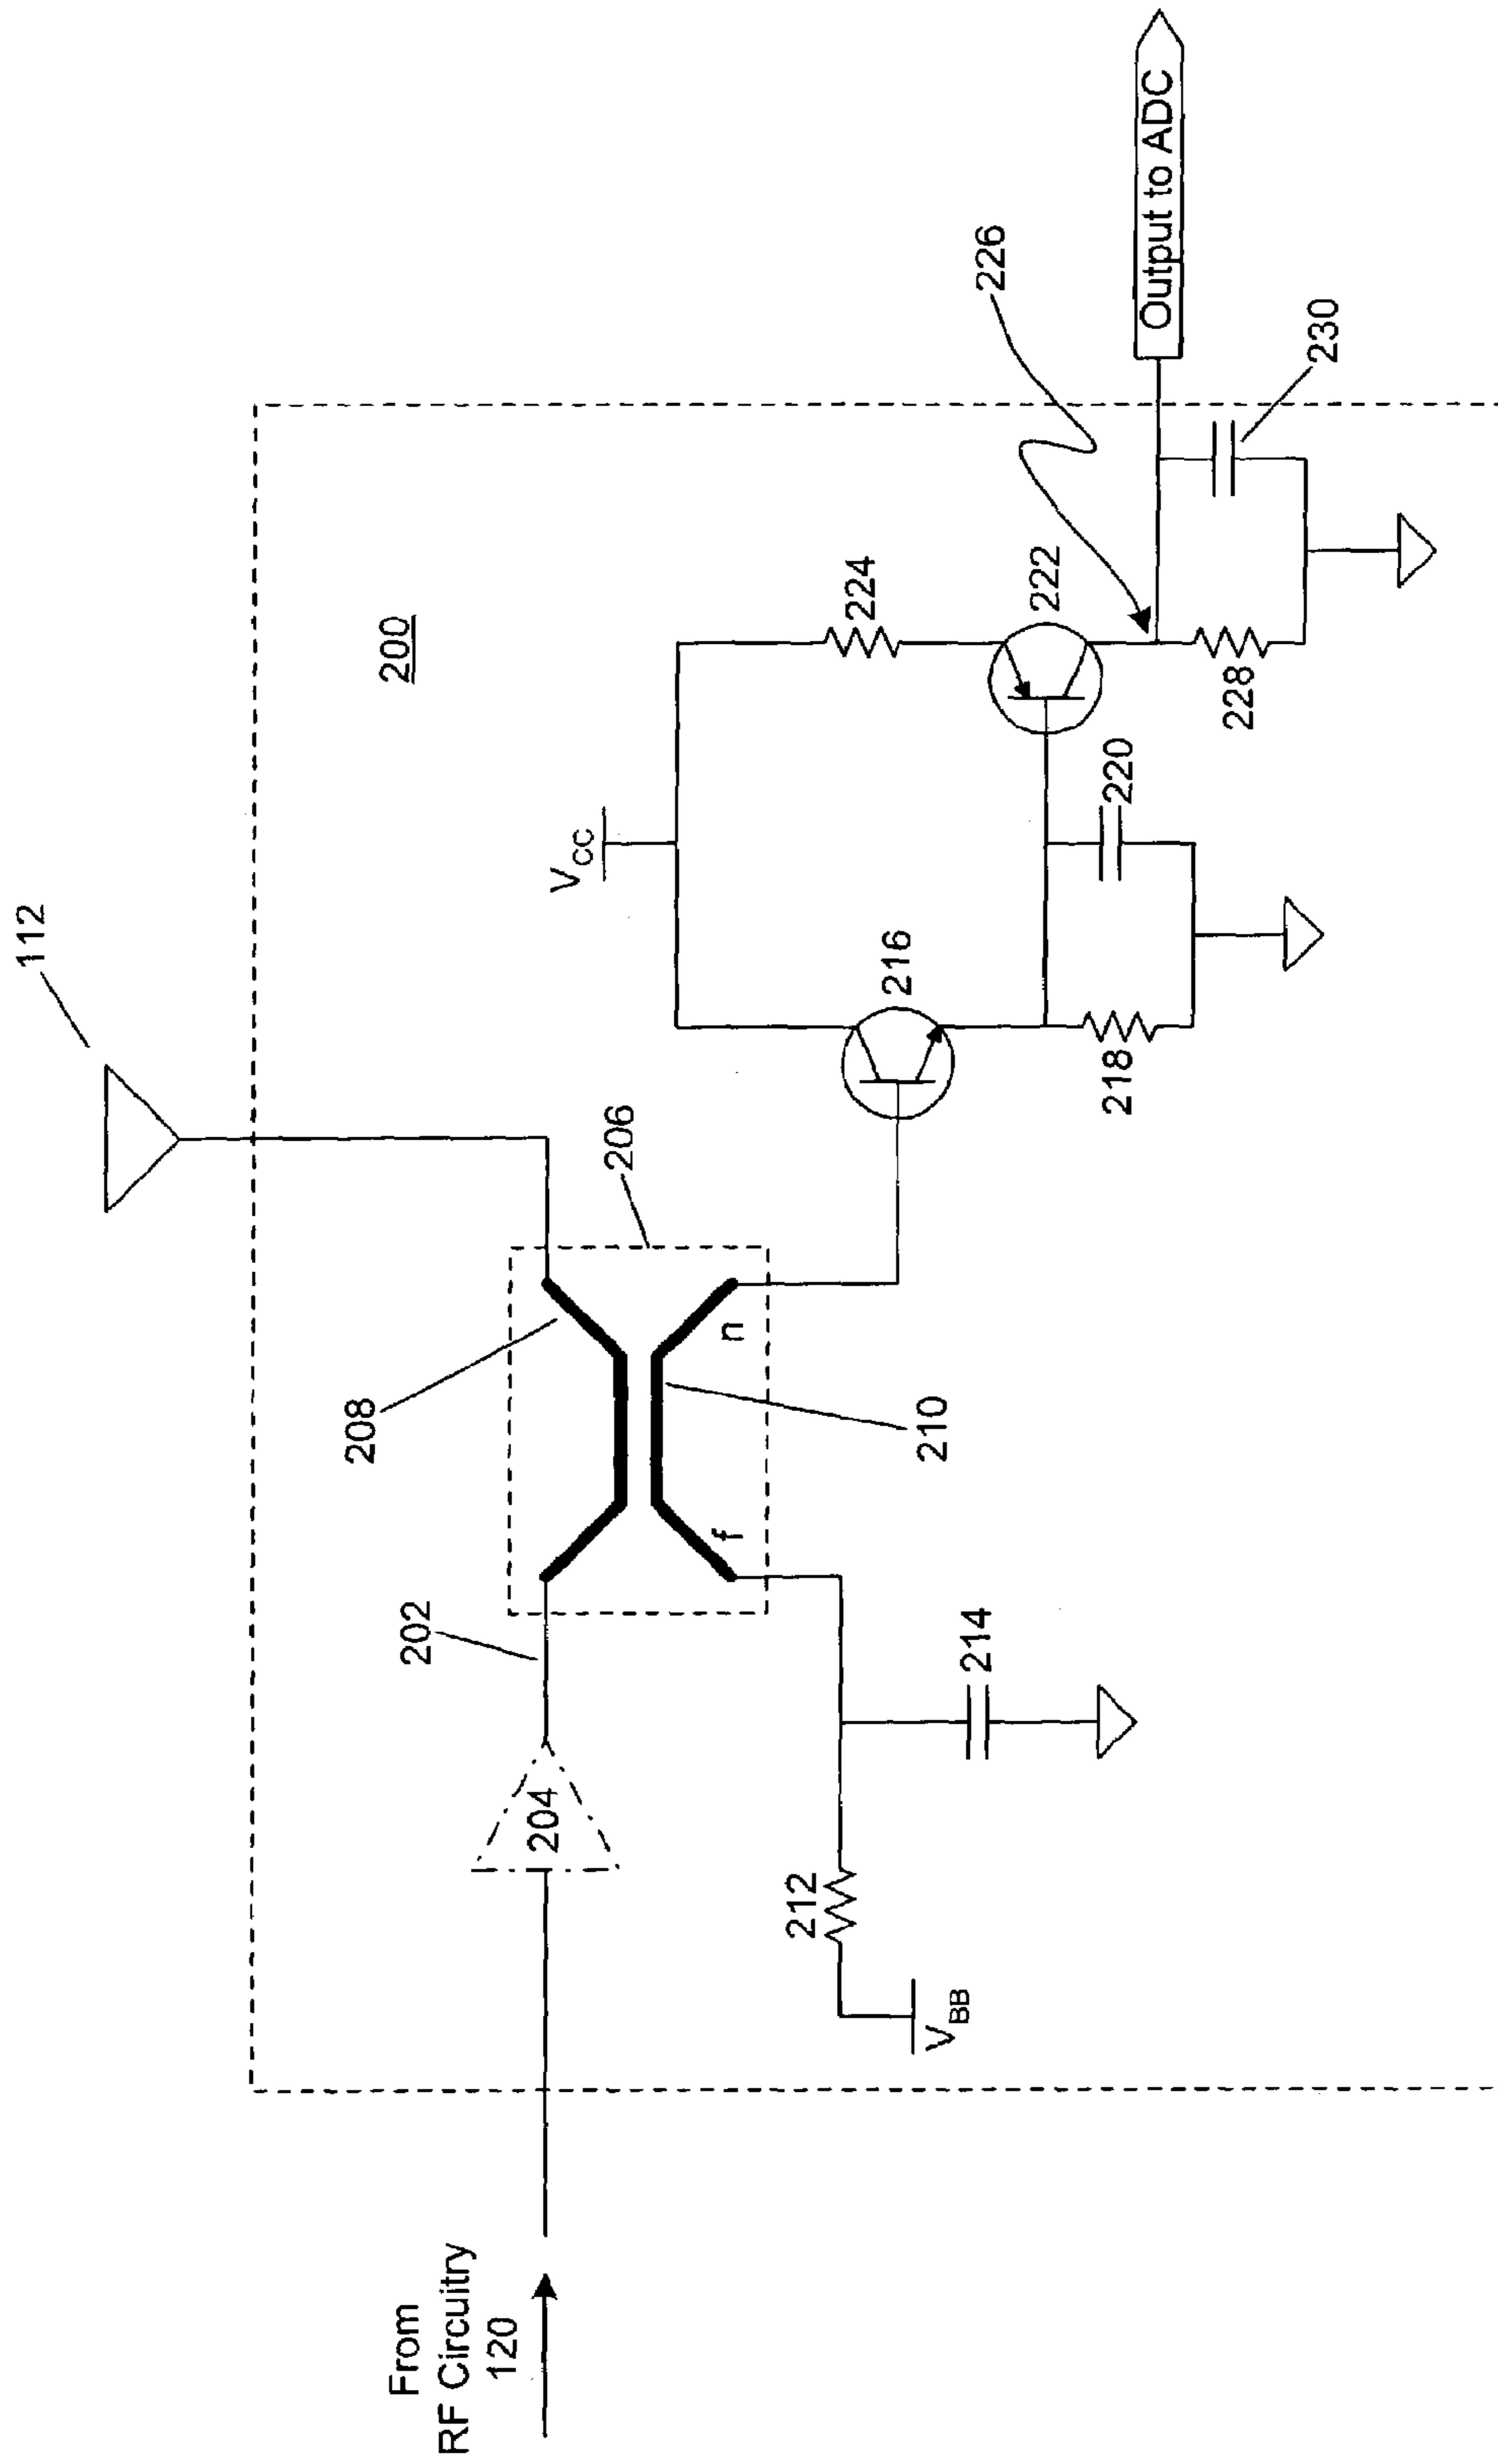 112
200
From
RF Circuitry
120
204
202
208
206
f
n
210
212
V_BB
214
V_CC
216
218
220
224
222
226
228
230
Output to ADC